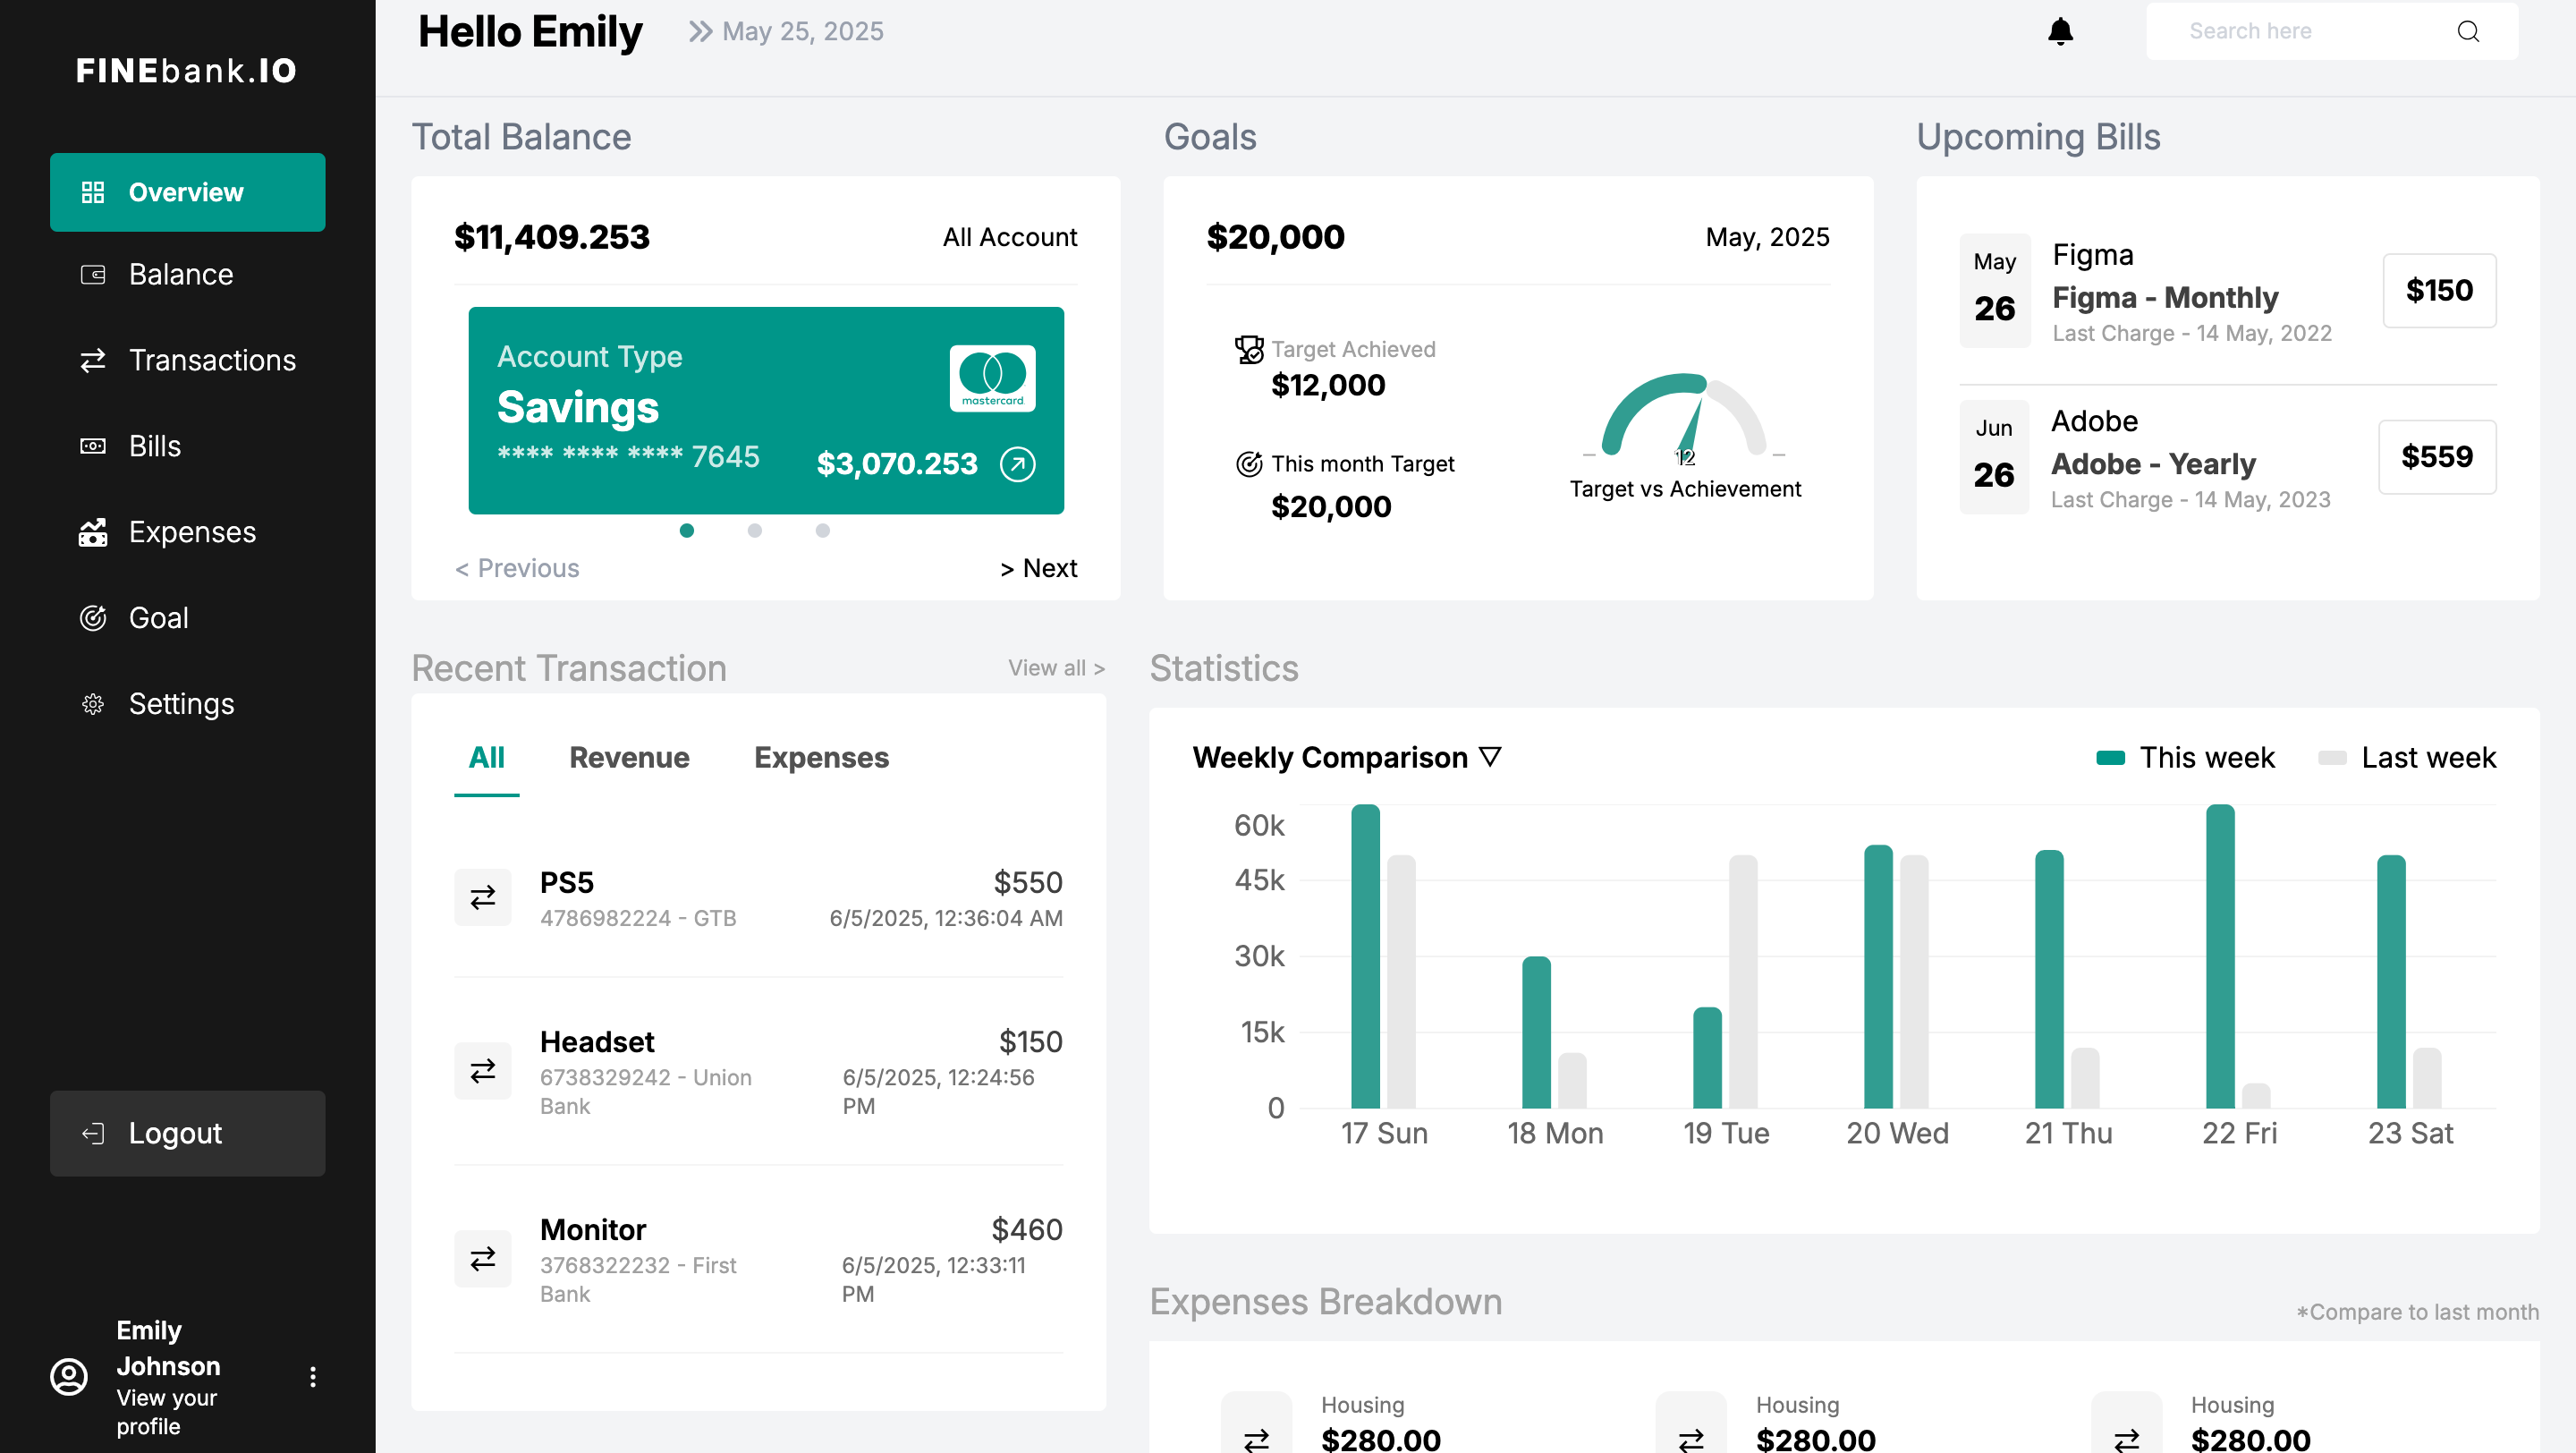 FINEbank.IO
Overview
Balance
Transactions
Bills
Expenses
Goal
Settings
Logout
Emily
Johnson
View your
profile
Hello Emily
May 25, 2025
Search here
Total Balance
$11,409.253
All Account
Account Type
Savings
**** **** **** 7645
mastercard
$3,070.253
< Previous
> Next
Goals
$20,000
May, 2025
Target Achieved
$12,000
This month Target
$20,000
12
Target vs Achievement
Upcoming Bills
May
26
Figma
Figma - Monthly
Last Charge - 14 May, 2022
$150
Jun
26
Adobe
Adobe - Yearly
Last Charge - 14 May, 2023
$559
Recent Transaction
View all >
All
Revenue
Expenses
PS5
$550
4786982224 - GTB
6/5/2025, 12:36:04 AM
Headset
$150
6738329242 - Union
Bank
6/5/2025, 12:24:56
PM
Monitor
$460
3768322232 - First
Bank
6/5/2025, 12:33:11
PM
Statistics
Weekly Comparison
This week
Last week
60k
45k
30k
15k
0
17 Sun
18 Mon
19 Tue
20 Wed
21 Thu
22 Fri
23 Sat
Expenses Breakdown
*Compare to last month
Housing
$280.00
Housing
$280.00
Housing
$280.00